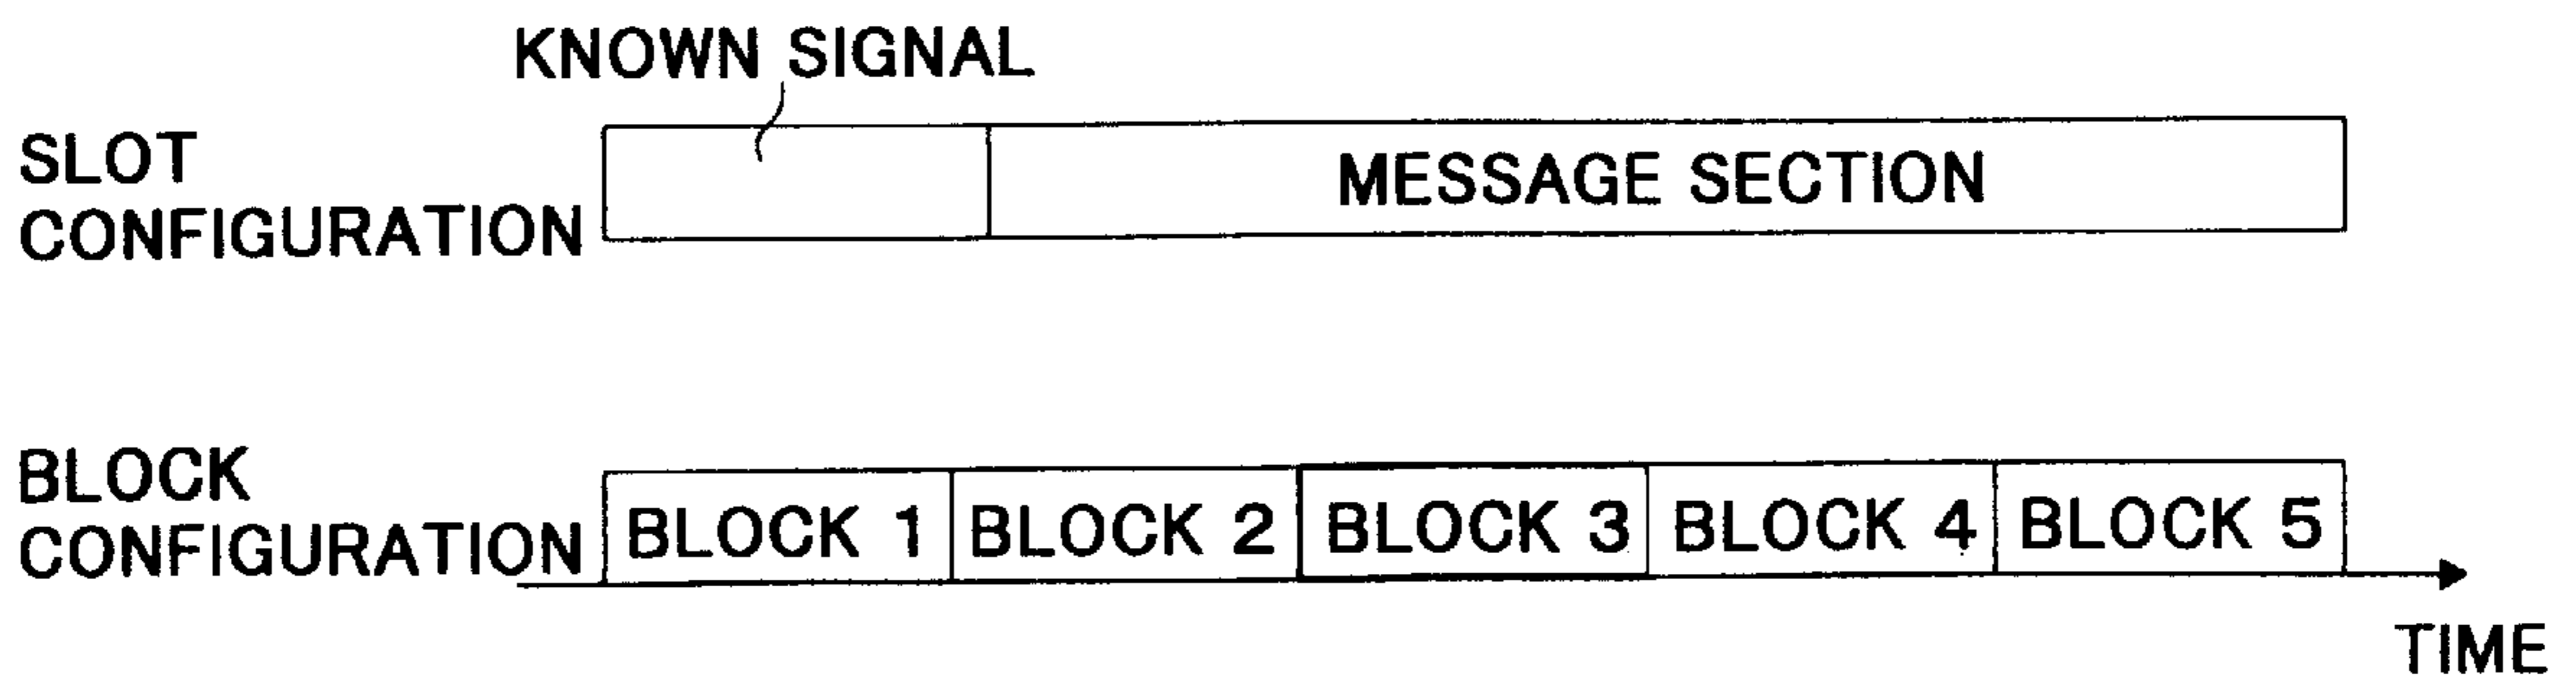 KNOWN SIGNAL
SLOT
CONFIGURATION
MESSAGE SECTION
BLOCK
CONFIGURATION
BLOCK 1 BLOCK 2 BLOCK 3 BLOCK 4 BLOCK 5
TIME